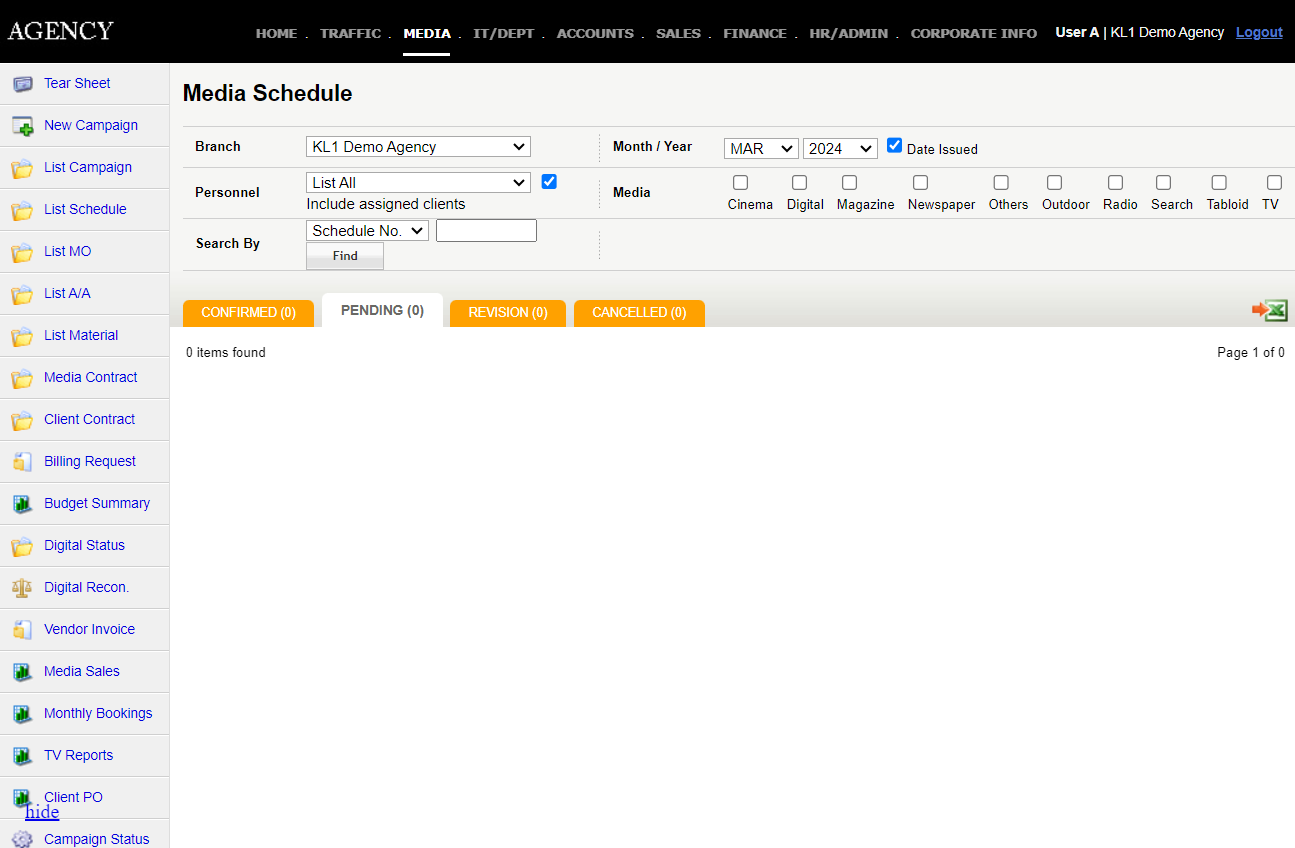 AGENCY
HOME . TRAFFIC . MEDIA . IT/DEPT . ACCOUNTS . SALES . FINANCE . HR/ADMIN . CORPORATE INFO
User A | KL1 Demo Agency Logout
Tear Sheet
New Campaign
List Campaign
List Schedule
List MO
List A/A
List Material
Media Contract
Client Contract
Billing Request
Budget Summary
Digital Status
Digital Recon.
Vendor Invoice
Media Sales
Monthly Bookings
TV Reports
Client PO
hide
Campaign Status
Media Schedule
Branch KL1 Demo Agency Month / Year MAR 2024 Date Issued
Personnel List All
Include assigned clients
Media
Cinema Digital Magazine Newspaper Others Outdoor Radio Search Tabloid TV
Search By Schedule No.
Find
CONFIRMED (0) PENDING (0) REVISION (0) CANCELLED (0)
0 items found Page 1 of 0